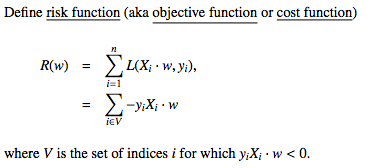 Define risk function (aka objective function or cost function)
R(w) = ∑_{i=1}^{n} L(X_i · w, y_i),
= ∑_{i∈V} −y_i X_i · w
where V is the set of indices i for which y_i X_i · w < 0.